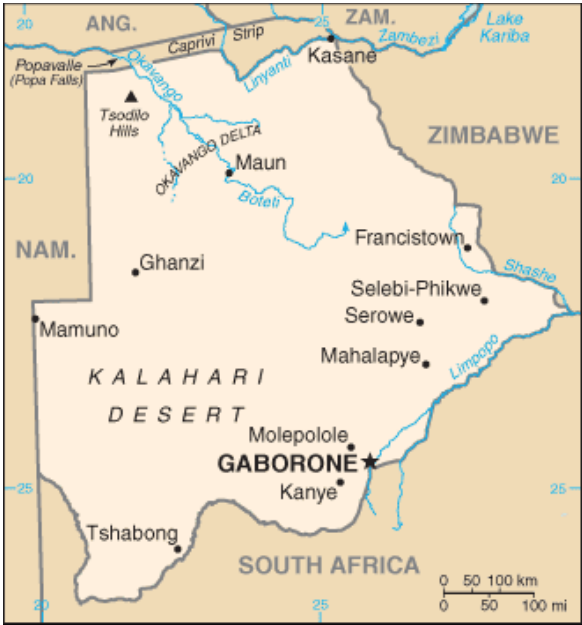 20
ANG.
25
ZAM.
Lake
Kariba
Caprivi
Strip
Zambezi
Popavalle
(Popa Falls)
Okavango
Linyanti
Kasane
Tsodilo
Hills
OKAVANGO DELTA
ZIMBABWE
Maun
20
20
Boteti
NAM.
Francistown
Ghanzi
Shashe
Selebi-Phikwe
Serowe
Mamuno
Mahalapye
Limpopo
KALAHARI
DESERT
Molepolole
GABORONE
Kanye
25
25
Tshabong
SOUTH AFRICA
0 50 100 km
0 50 100 mi
20
25